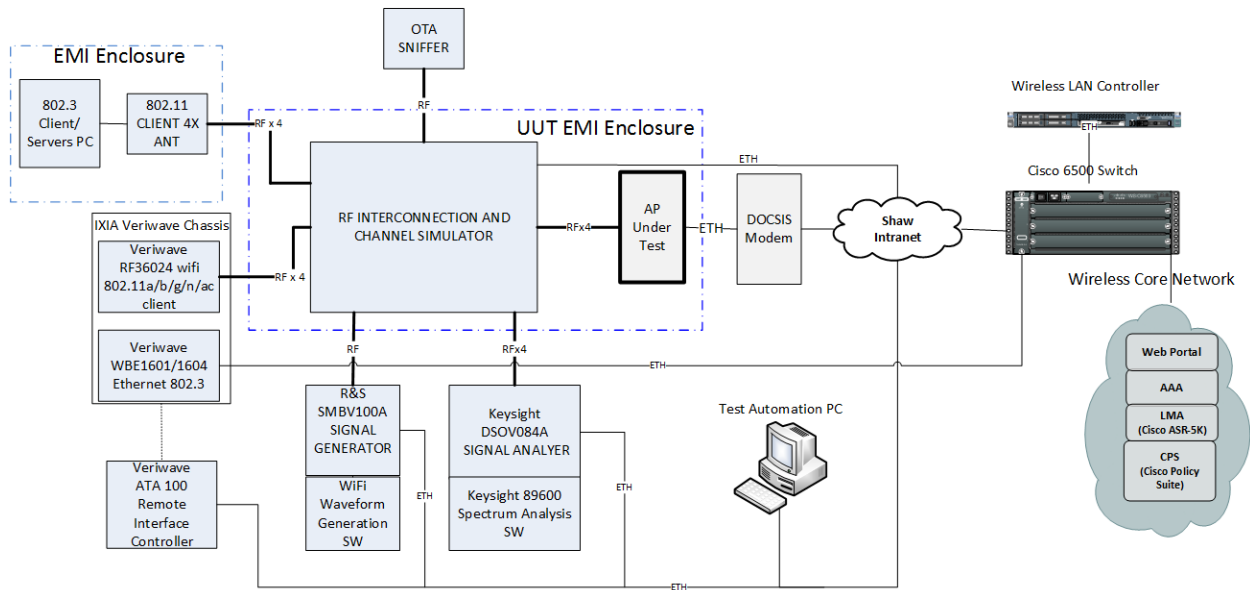 OTA
SNIFFER
EMI Enclosure
802.3
Client/
Servers PC
802.11
CLIENT 4X
ANT
RF x 4
RF
UUT EMI Enclosure
RF INTERCONNECTION AND
CHANNEL SIMULATOR
ETH
RFx4
AP
Under
Test
ETH
DOCSIS
Modem
Shaw
Intranet
Wireless LAN Controller
ETH
Cisco 6500 Switch
Wireless Core Network
Web Portal
AAA
LMA
(Cisco ASR-5K)
CPS
(Cisco Policy
Suite)
IXIA Veriwave Chassis
Veriwave
RF36024 wifi
802.11a/b/g/n/ac
client
RF x 4
Veriwave
WBE1601/1604
Ethernet 802.3
RF
RFx4
ETH
R&S
SMBV100A
SIGNAL
GENERATOR
WiFi
Waveform
Generation
SW
ETH
Keysight
DSOV084A
SIGNAL ANALYER
Keysight 89600
Spectrum Analysis
SW
ETH
Test Automation PC
Veriwave
ATA 100
Remote
Interface
Controller
ETH